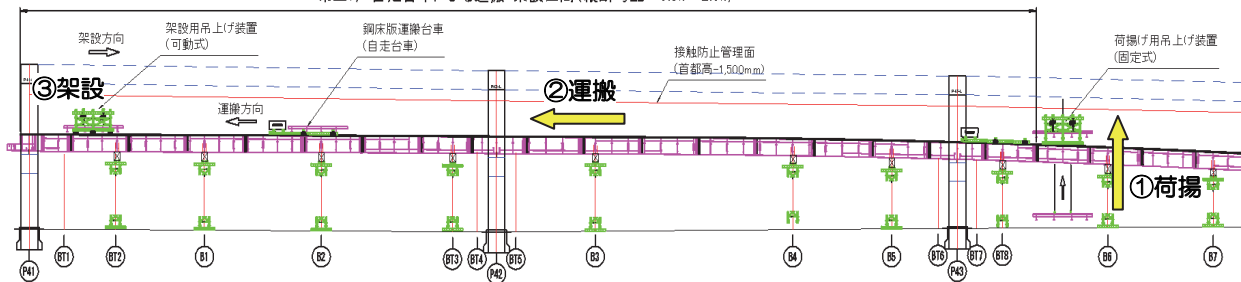 架設方向
架設用吊上げ装置
(可動式)
鋼床版運搬台車
(自走台車)
接触防止管理面
(首都高-1,500mm)
荷揚げ用吊上げ装置
(固定式)
③架設
運搬方向
②運搬
①荷揚
P41
BT1
BT2
B1
B2
BT3
BT4
P42
BT5
B3
B4
B5
BT6
P43
BT7
BT8
B6
B7